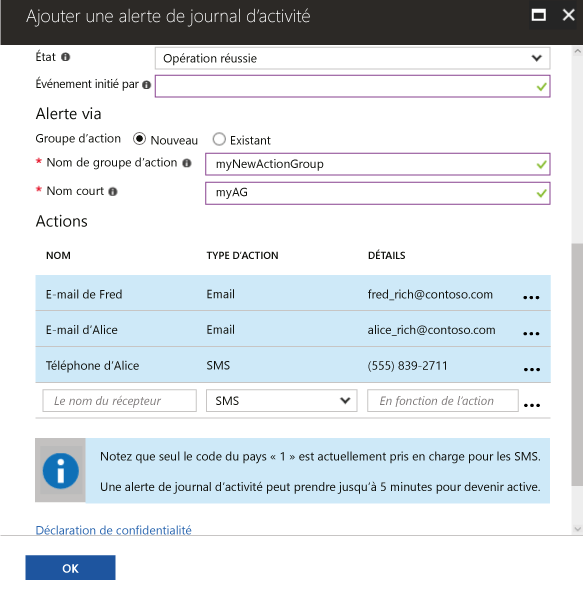 Ajouter une alerte de journal d'activité
État
Opération réussie
Événement initié par
Alerte via
Groupe d'action Nouveau Existant
* Nom de groupe d'action myNewActionGroup
* Nom court myAG
Actions
NOM TYPE D'ACTION DÉTAILS
E-mail de Fred Email fred_rich@contoso.com ...
E-mail d'Alice Email alice_rich@contoso.com ...
Téléphone d'Alice SMS (555) 839-2711 ...
Le nom du récepteur SMS En fonction de l'action ...
Notez que seul le code du pays « 1 » est actuellement pris en charge pour les SMS.
Une alerte de journal d'activité peut prendre jusqu'à 5 minutes pour devenir active.
Déclaration de confidentialité
OK